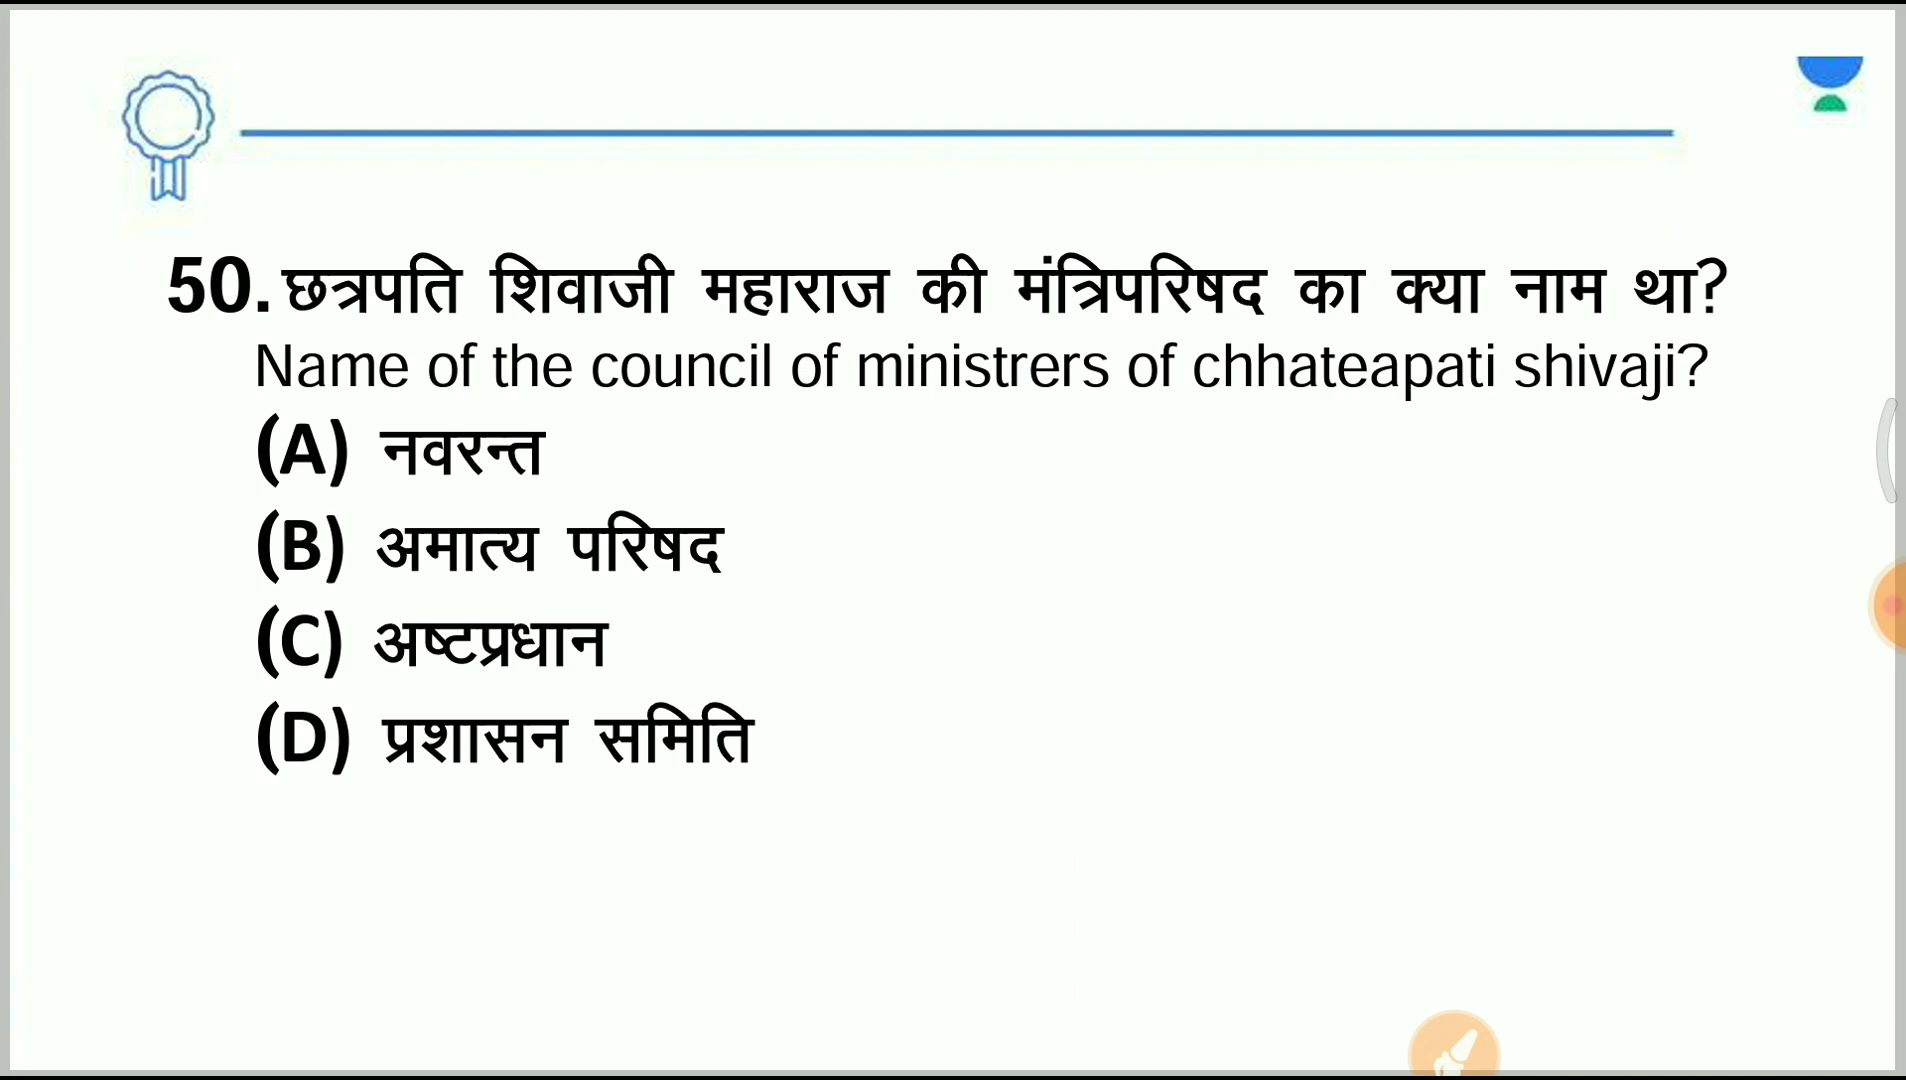 50. छत्रपति शिवाजी महाराज की मंत्रिपरिषद का क्या नाम था?
Name of the council of ministrers of chhateapati shivaji?
(A) नवरन्त
(B) अमात्य परिषद
(C) अष्टप्रधान
(D) प्रशासन समिति